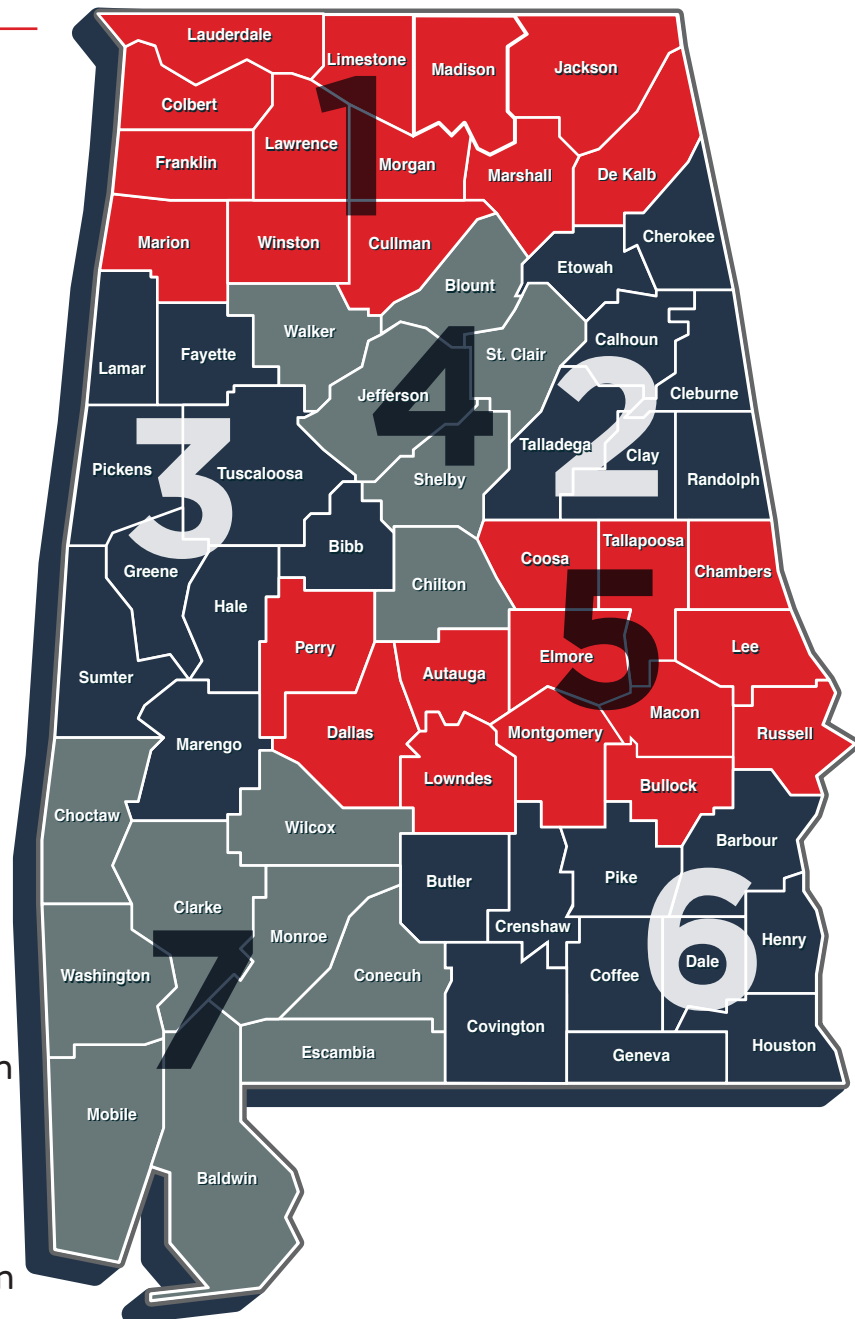 Lauderdale
Limestone
Madison
Jackson
Colbert
1
Lawrence
Franklin
Morgan
Marshall
De Kalb
Marion
Winston
Cullman
Cherokee
Etowah
Blount
Walker
Calhoun
Lamar
Fayette
St. Clair
Jefferson
4
2
Cleburne
3
Pickens
Tuscaloosa
Talladega
Clay
Shelby
Randolph
Bibb
Coosa
Tallapoosa
Greene
Chilton
Chambers
Hale
5
Perry
Elmore
Lee
Sumter
Autauga
Macon
Marengo
Dallas
Montgomery
Russell
Lowndes
Bullock
Choctaw
Wilcox
Barbour
Butler
Pike
6
Clarke
Crenshaw
Monroe
Henry
7
Washington
Conecuh
Coffee
Dale
Covington
Houston
Escambia
Geneva
n
Mobile
Baldwin
n